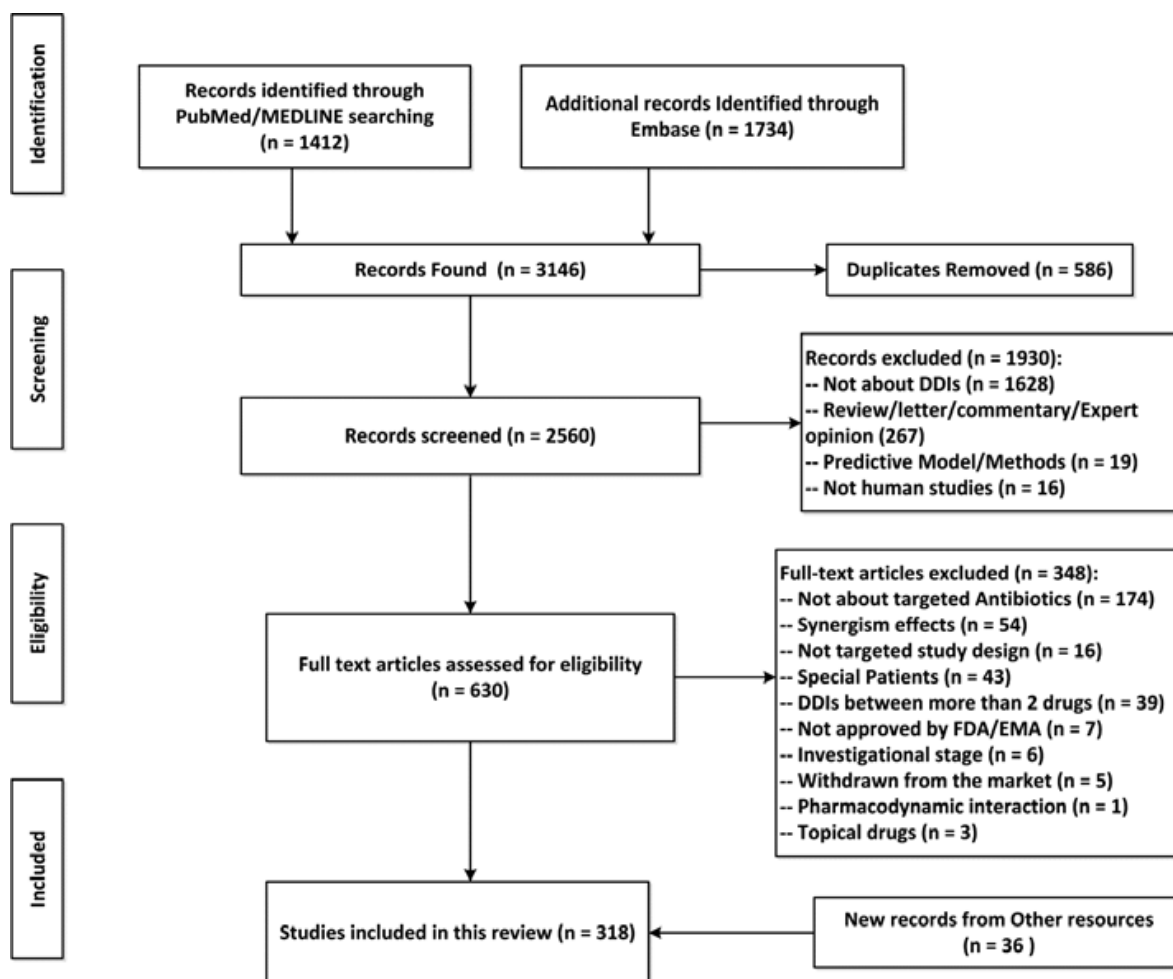 Identification
Records identified through
PubMed/MEDLINE searching
(n = 1412)
Additional records Identified through
Embase (n = 1734)
Records Found (n = 3146)
Duplicates Removed (n = 586)
Screening
Records screened (n = 2560)
Records excluded (n = 1930):
-- Not about DDIs (n = 1628)
-- Review/letter/commentary/Expert
opinion (267)
-- Predictive Model/Methods (n = 19)
-- Not human studies (n = 16)
Eligibility
Full text articles assessed for eligibility
(n = 630)
Full-text articles excluded (n = 348):
-- Not about targeted Antibiotics (n = 174)
-- Synergism effects (n = 54)
-- Not targeted study design (n = 16)
-- Special Patients (n = 43)
-- DDIs between more than 2 drugs (n = 39)
-- Not approved by FDA/EMA (n = 7)
-- Investigational stage (n = 6)
-- Withdrawn from the market (n = 5)
-- Pharmacodynamic interaction (n = 1)
-- Topical drugs (n = 3)
Included
Studies included in this review (n = 318)
New records from Other resources
(n = 36 )